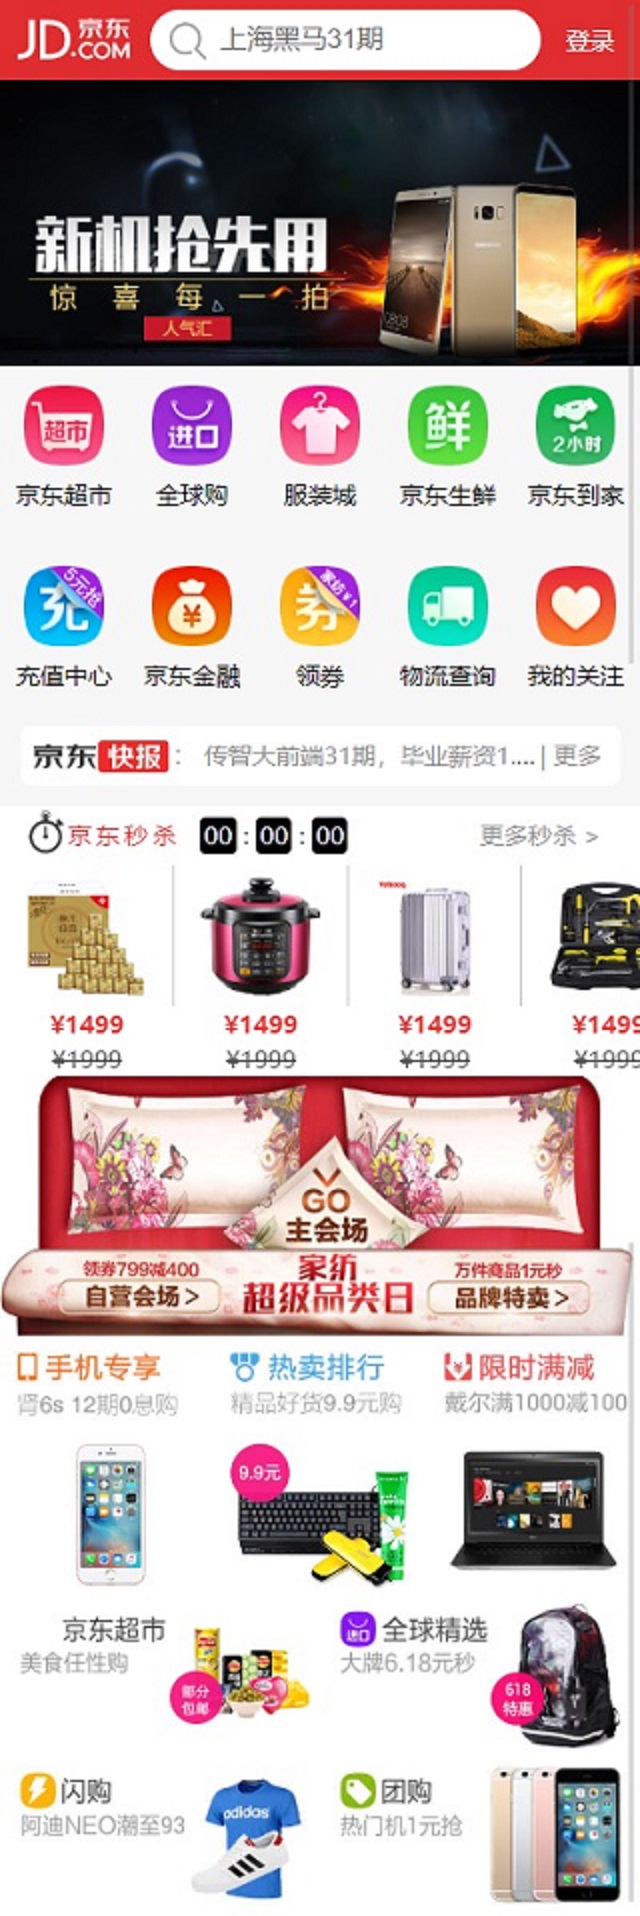 JD.COM 京东 上海黑马31期 登录
新机抢先用
惊喜每一拍
人气汇
超市 进口 鲜 2小时
京东超市 全球购 服装城 京东生鲜 京东到家
充 5元抢 ¥ 券 家纺¥1
充值中心 京东金融 领券 物流查询 我的关注
京东快报 : 传智大前端31期，毕业薪资1....| 更多
京东秒杀 00 : 00 : 00 更多秒杀 >
¥1499 ¥1499 ¥1499 ¥1499
¥1999 ¥1999 ¥1999 ¥1999
GO
主会场
领券799减400 家纺 万件商品1元秒
自营会场 > 超级品类日 品牌特卖 >
手机专享 热卖排行 限时满减
肾6s 12期0息购 精品好货9.9元购 戴尔满1000减100
9.9元
京东超市 进口 全球精选
美食任性购 大牌6.18元秒
部分包邮 618特惠
闪购 团购
阿迪NEO潮至93 热门机1元抢
adidas